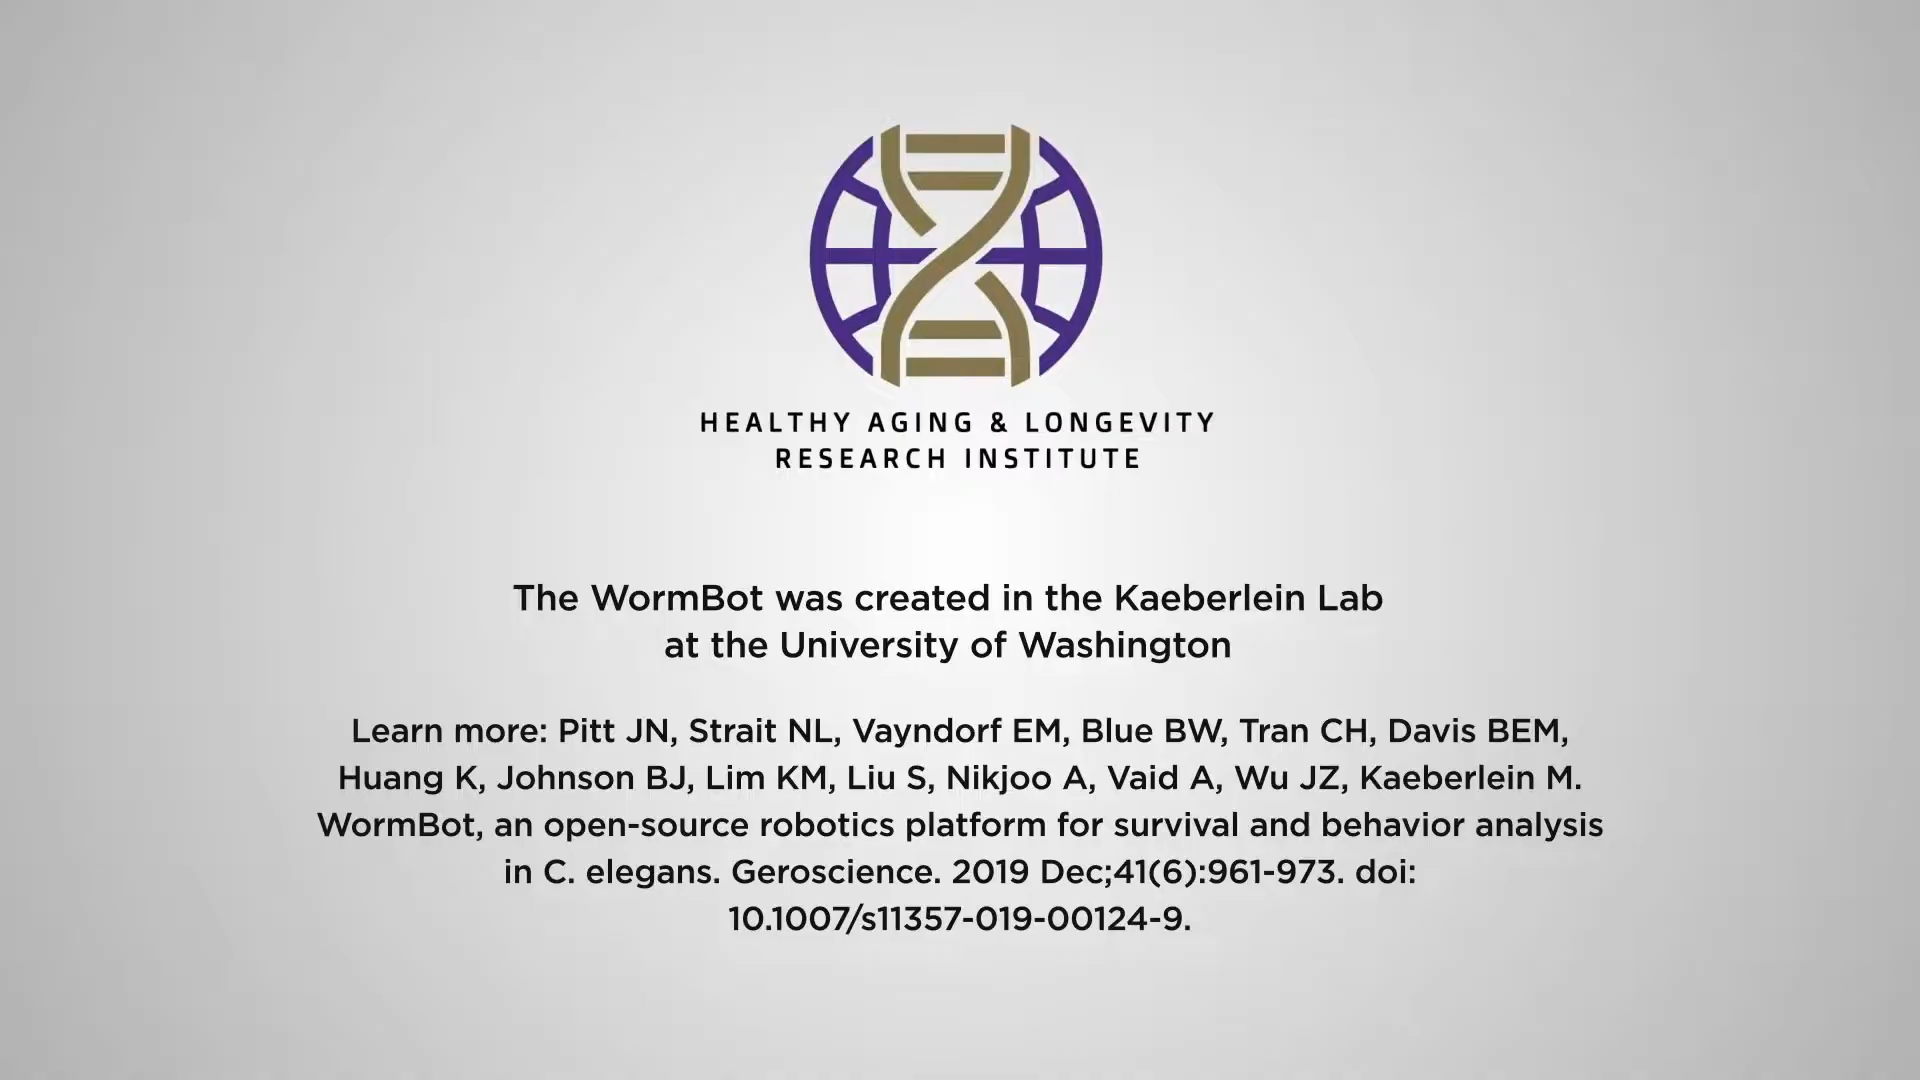 HEALTHY AGING & LONGEVITY
RESEARCH INSTITUTE
The WormBot was created in the Kaeberlein Lab
at the University of Washington
Learn more: Pitt JN, Strait NL, Vayndorf EM, Blue BW, Tran CH, Davis BEM,
Huang K, Johnson BJ, Lim KM, Liu S, Nikjoo A, Vaid A, Wu JZ, Kaeberlein M.
WormBot, an open-source robotics platform for survival and behavior analysis
in C. elegans. Geroscience. 2019 Dec;41(6):961-973. doi:
10.1007/s11357-019-00124-9.